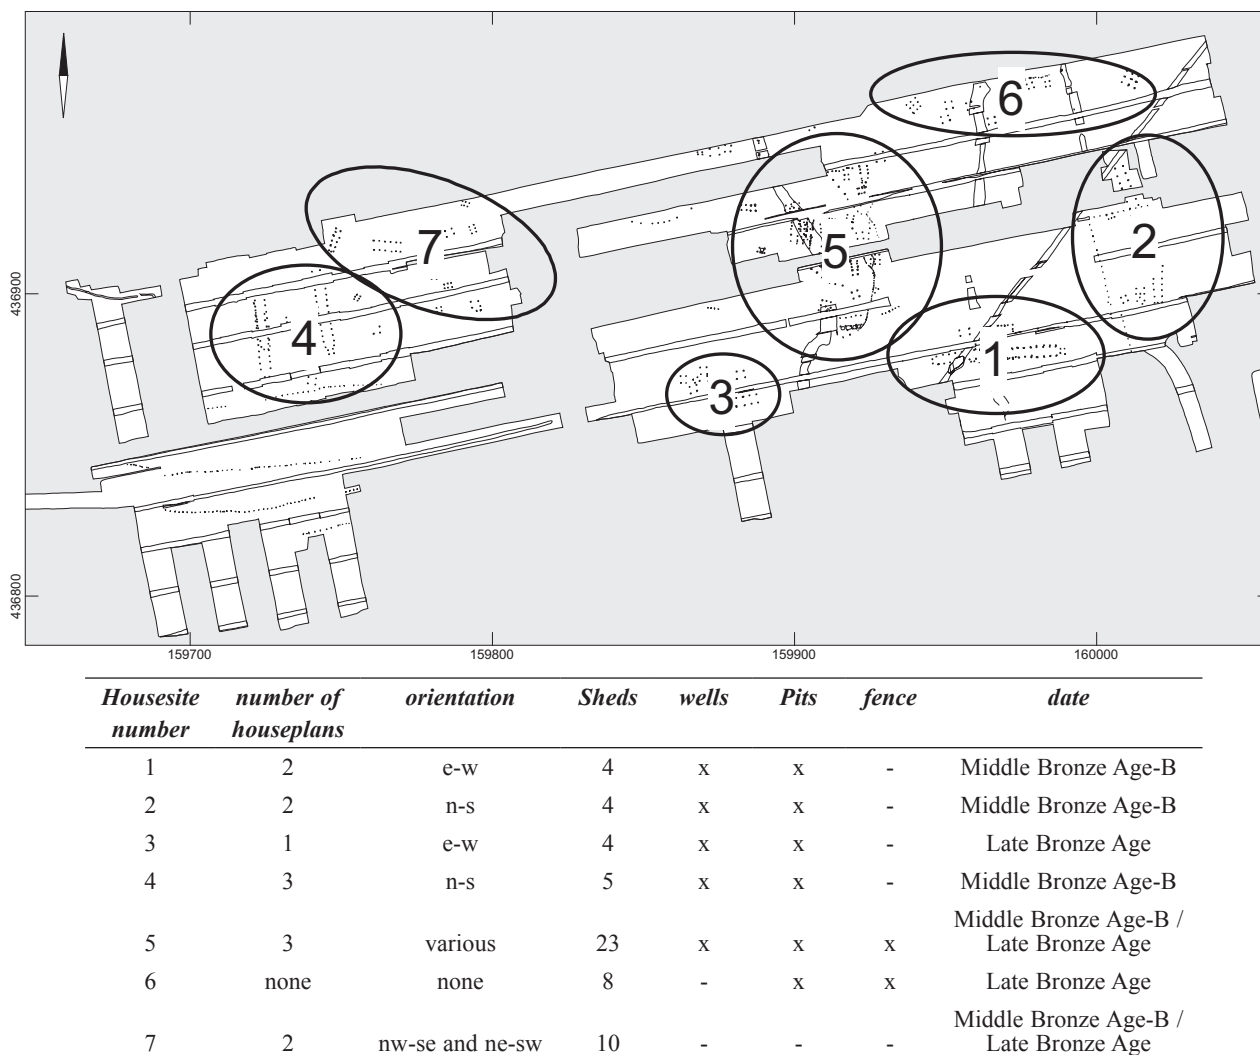 6
2
7
5
4
1
3
436900
436800
159700 159800 159900 160000
Housesite number of orientation Sheds wells Pits fence date
number houseplans
1 2 e-w 4 x x - Middle Bronze Age-B
2 2 n-s 4 x x - Middle Bronze Age-B
3 1 e-w 4 x x - Late Bronze Age
4 3 n-s 5 x x - Middle Bronze Age-B
Middle Bronze Age-B /
5 3 various 23 x x x Late Bronze Age
6 none none 8 - x x Late Bronze Age
Middle Bronze Age-B /
7 2 nw-se and ne-sw 10 - - - Late Bronze Age